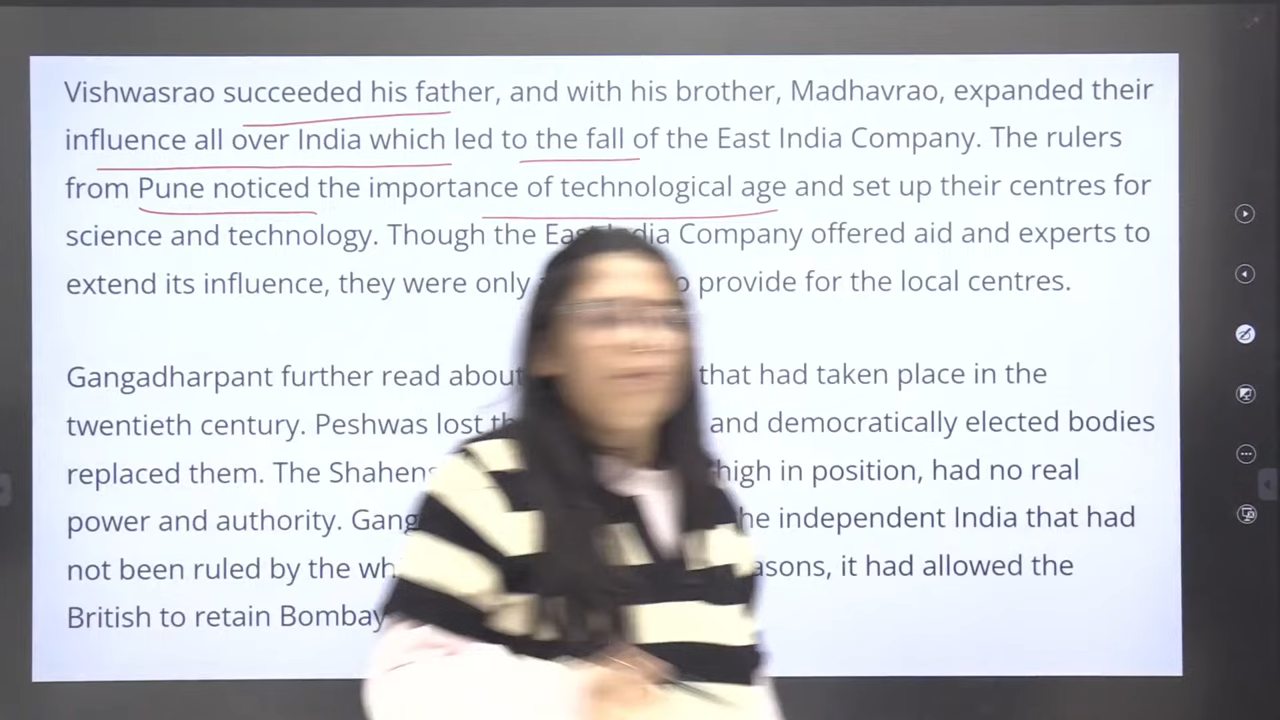 Vishwasrao succeeded his father, and with his brother, Madhavrao, expanded their
influence all over India which led to the fall of the East India Company. The rulers
from Pune noticed the importance of technological age and set up their centres for
science and technology. Though the East India Company offered aid and experts to
extend its influence, they were only provide for the local centres.
Gangadharpant further read about that had taken place in the
twentieth century. Peshwas lost and democratically elected bodies
replaced them. The high in position, had no real
power and authority. independent India that had
not been ruled by the it had allowed the
British to retain Bombay